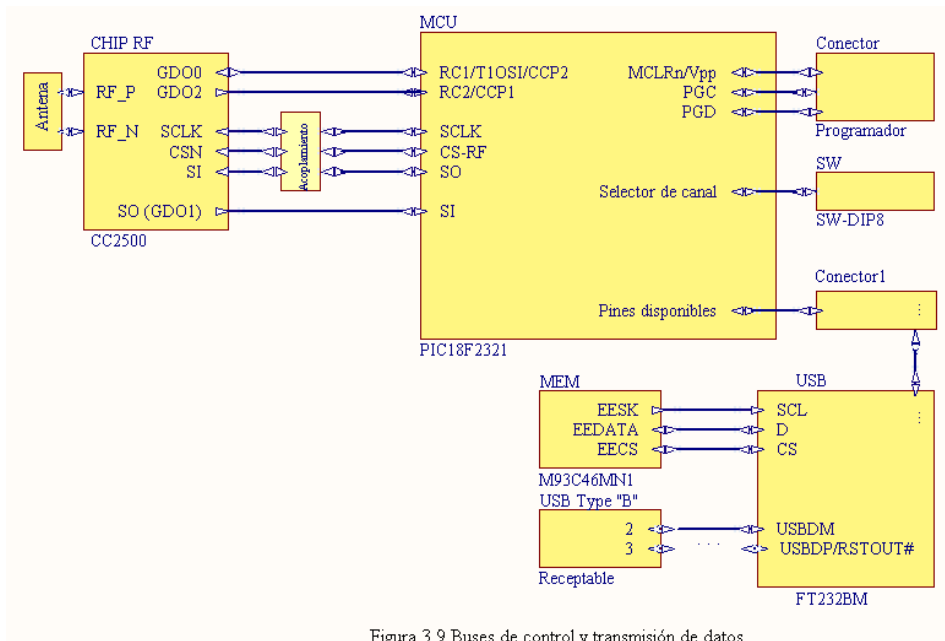 MCU
CHIP RF
Conector
Antena
RF_P
RF_N
GDO0
GDO2
SCLK
CSN
SI
SO (GDO1)
CC2500
Acoplamiento
RC1/T1OSI/CCP2
RC2/CCP1
SCLK
CS-RF
SO
SI
MCLRn/Vpp
PGC
PGD
Selector de canal
Pines disponibles
PIC18F2321
Programador
SW
SW-DIP8
Conector1
MEM
EESK
EEDATA
EECS
M93C46MN1
USB Type "B"
2
3
Receptable
USB
SCL
D
CS
USBDM
USBDP/RSTOUT#
FT232BM
Figura 3.9 Buses de control y transmisión de datos